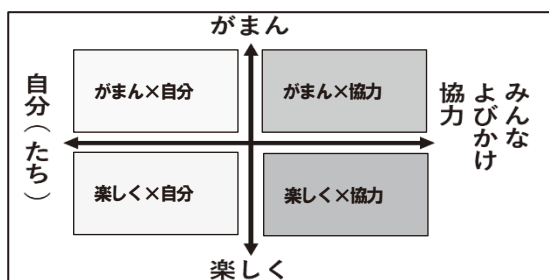 がまん
自分(たち)
がまん×自分
がまん×協力
みんな
よびかけ
協力
楽しく×自分
楽しく×協力
楽しく